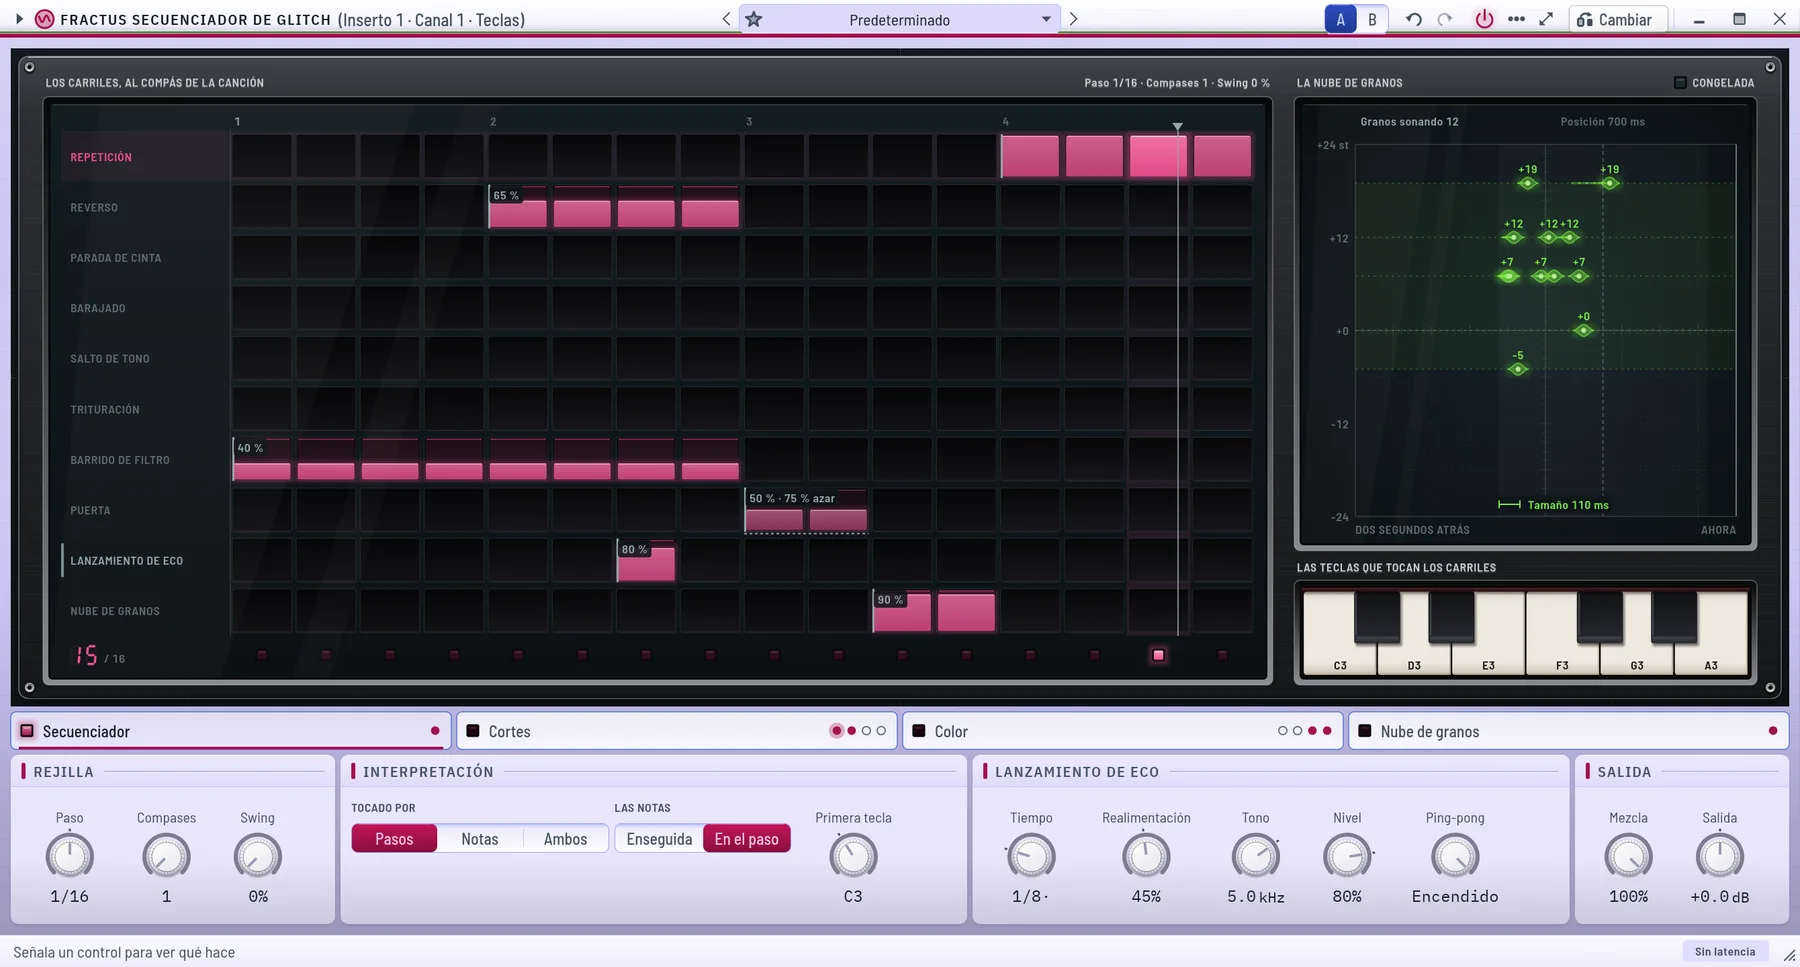 FRACTUS SECUENCIADOR DE GLITCH (Inserto 1 · Canal 1 · Teclas)
Predeterminado
A B
Cambiar
LOS CARRILES, AL COMPÁS DE LA CANCIÓN
Paso 1/16 · Compases 1 · Swing 0 %
1 2 3 4
REPETICIÓN
REVERSO
65 %
PARADA DE CINTA
BARAJADO
SALTO DE TONO
TRITURACIÓN
BARRIDO DE FILTRO
40 %
PUERTA
50 % · 75 % azar
LANZAMIENTO DE ECO
80 %
NUBE DE GRANOS
90 %
15 / 16
LA NUBE DE GRANOS
CONGELADA
Granos sonando 12
Posición 700 ms
+24 st
+19 +19
+12
+12 +12 +12
+7 +7 +7
+0
+0
-5
-12
Tamaño 110 ms
-24
DOS SEGUNDOS ATRÁS
AHORA
LAS TECLAS QUE TOCAN LOS CARRILES
C3 D3 E3 F3 G3 A3
Secuenciador
Cortes
Color
Nube de granos
REJILLA
Paso Compases Swing
1/16 1 0%
INTERPRETACIÓN
TOCADO POR
Pasos Notas Ambos
LAS NOTAS
Enseguida En el paso
Primera tecla
C3
LANZAMIENTO DE ECO
Tiempo Realimentación Tono Nivel Ping-pong
1/8· 45% 5.0 kHz 80% Encendido
SALIDA
Mezcla Salida
100% +0.0 dB
Señala un control para ver qué hace
Sin latencia